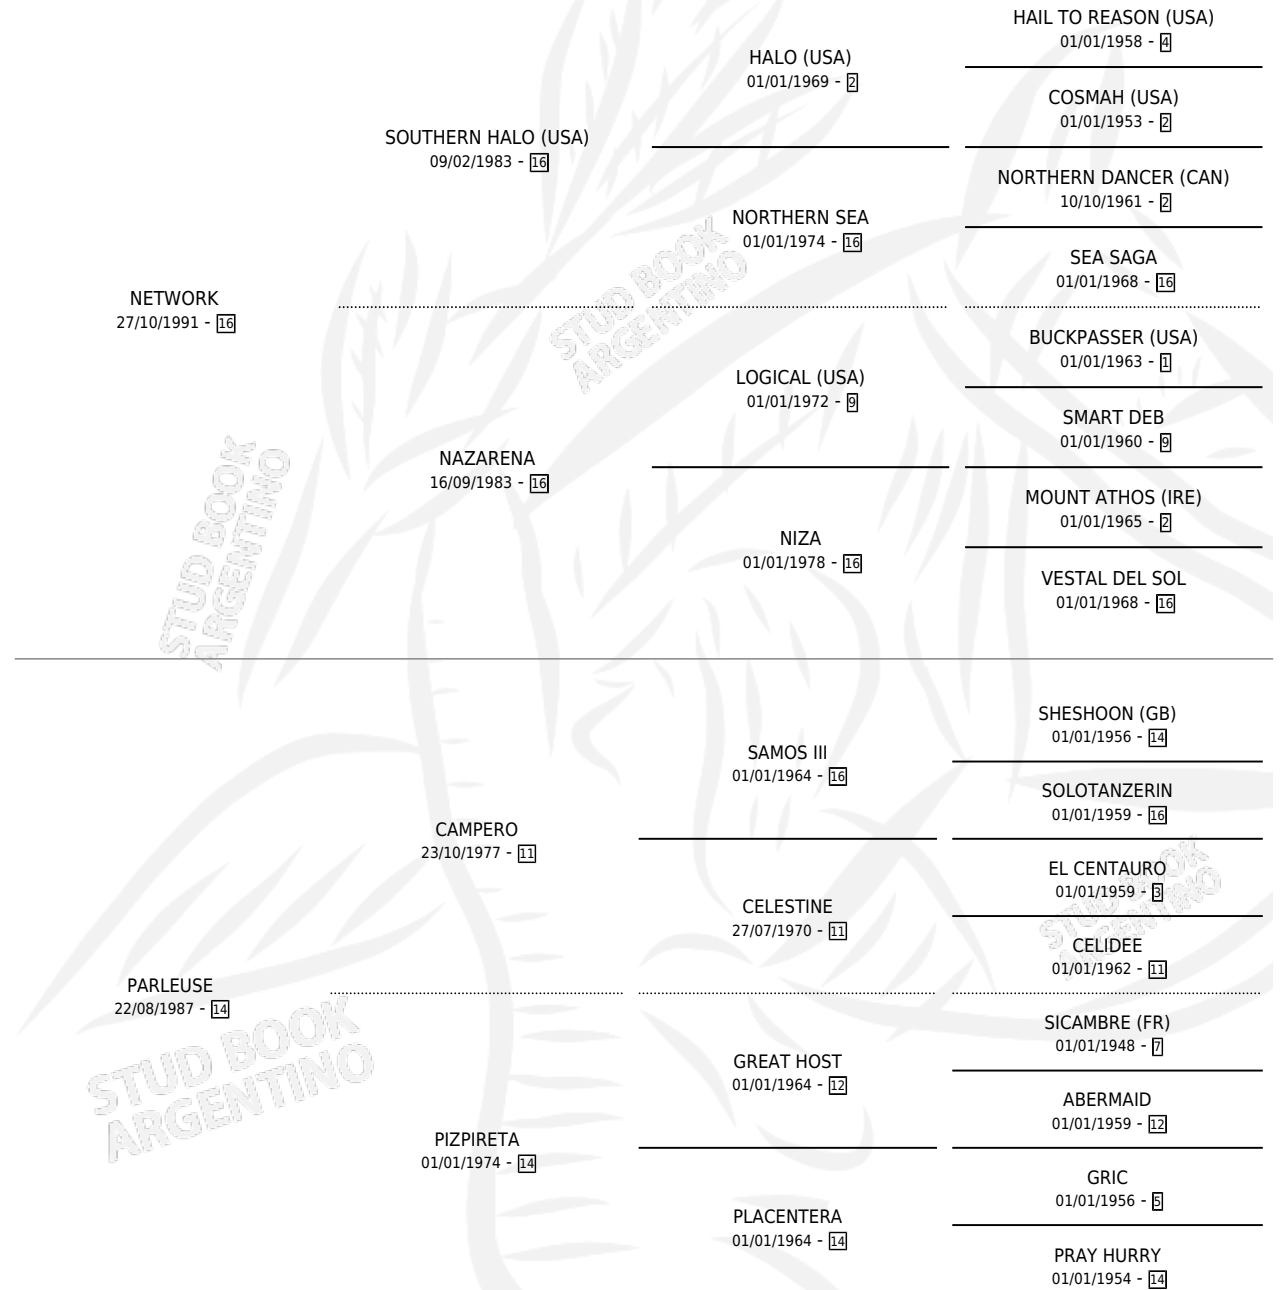 HAIL TO REASON (USA)
01/01/1958 - 4
HALO (USA)
01/01/1969 - 2
COSMAH (USA)
01/01/1953 - 2
SOUTHERN HALO (USA)
09/02/1983 - 16
NORTHERN DANCER (CAN)
10/10/1961 - 2
NORTHERN SEA
01/01/1974 - 16
SEA SAGA
01/01/1968 - 16
NETWORK
27/10/1991 - 16
BUCKPASSER (USA)
01/01/1963 - 1
LOGICAL (USA)
01/01/1972 - 9
SMART DEB
01/01/1960 - 9
NAZARENA
16/09/1983 - 16
MOUNT ATHOS (IRE)
01/01/1965 - 2
NIZA
01/01/1978 - 16
VESTAL DEL SOL
01/01/1968 - 16
STUD BOOK
ARGENTINO
STUD BOOK
ARGENTINO
SHESHOON (GB)
01/01/1956 - 14
SAMOS III
01/01/1964 - 16
SOLOTANZERIN
01/01/1959 - 16
CAMPERO
23/10/1977 - 11
EL CENTAURO
01/01/1959 - 3
CELESTINE
27/07/1970 - 11
CELIDEE
01/01/1962 - 11
STUD BOOK
ARGENTINO
PARLEUSE
22/08/1987 - 14
SICAMBRE (FR)
01/01/1948 - 7
GREAT HOST
01/01/1964 - 12
ABERMAID
01/01/1959 - 12
STUD BOOK
ARGENTINO
PIZPIRETA
01/01/1974 - 14
GRIC
01/01/1956 - 5
PLACENTERA
01/01/1964 - 14
PRAY HURRY
01/01/1954 - 14